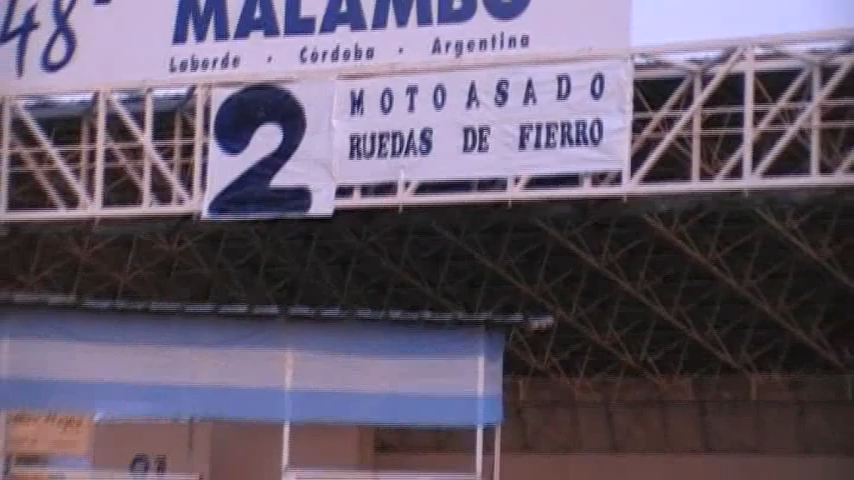 48
MALAMBO
Laborde · Córdoba · Argentina
2 MOTOASADO
RUEDAS DE FIERRO